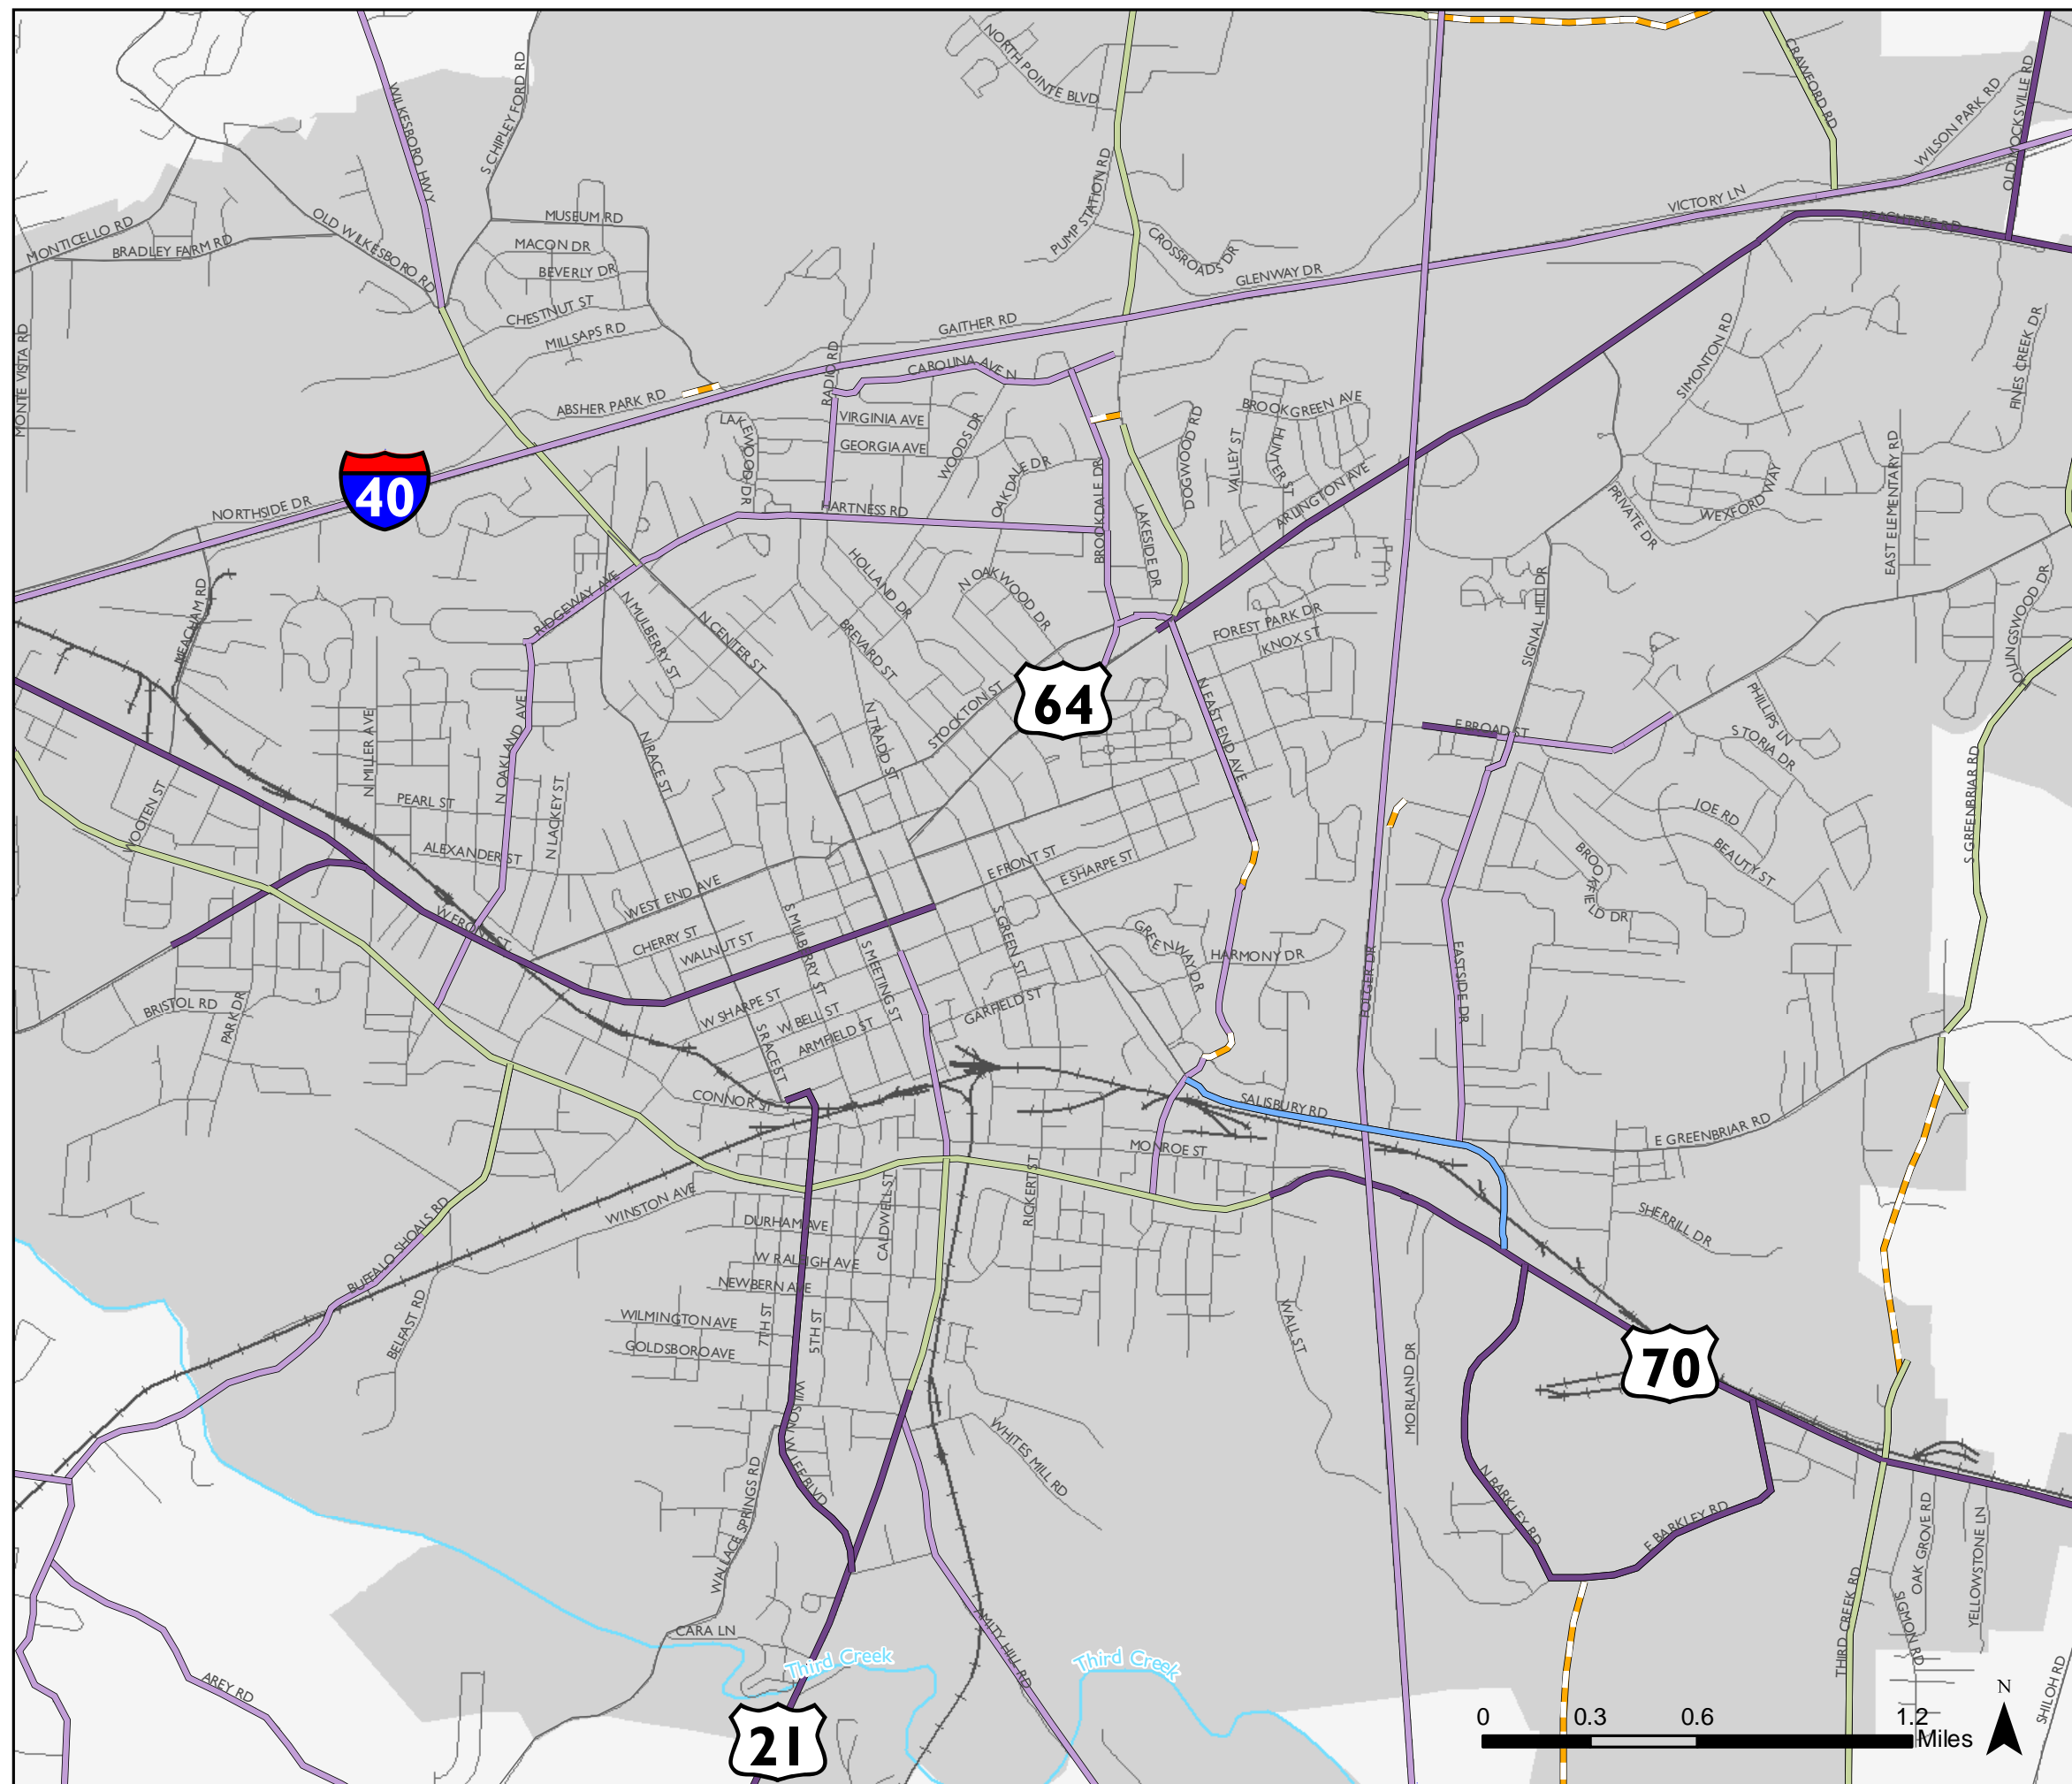 NORTH POINTE BLVD
CRAWFORD RD
WILKESBORO HWY
S CHIPLEY FORD RD
OLD MOCKSVILLE RD
WILSON PARK RD
PUMP STATION RD
VICTORY LN
MUSEUM RD
OLD WILKESBORO RD
MONTICELLO RD
BRADLEY FARM RD
MACON DR
BEVERLY DR
CROSSROADS DR
GLENWAY DR
CHESTNUT ST
MILLSAPS RD
GAITHER RD
MONTE VISTA RD
RADIO RD
CAROLINA AVE N
SIMONTON RD
FINES CREEK DR
ABSHER PARK RD
VIRGINIA AVE
GEORGIA AVE
LAKEWOOD DR
WOODS DR
OAKDALE DR
BROOKDALE DR
DOGWOOD RD
BROOKGREEN AVE
VALLEY ST
HUNTER ST
ARLINGTON AVE
EAST ELEMENTARY RD
WEXFORD WAY
PRIVATE DR
40
NORTHSIDE DR
HARTNESS RD
LAKESIDE DR
MEACHAM RD
RIDGEWAY AVE
N MULBERRY ST
N CENTER ST
HOLLAND DR
N OAKWOOD DR
BREVARD ST
FOREST PARK DR
KNOX ST
SIGNAL HILL DR
COLLINGSWOOD DR
64
N MILLER AVE
N OAKLAND AVE
N RACE ST
N TRADD ST
STOCKTON ST
N EAST END AVE
E BROAD ST
PHILLIPS LN
STORIA DR
WOOTEN ST
PEARL ST
N LACKEY ST
ALEXANDER ST
JOE RD
BEAUTY ST
S GREENBRIAR RD
BROOKFIELD DR
WEST END AVE
E FRONT ST
E SHARPE ST
W FRONT ST
CHERRY ST
WALNUT ST
S MULBERRY ST
S MEETING ST
S GREEN ST
GREENWAY DR
HARMONY DR
FOLGER DR
EASTSIDE DR
BRISTOL RD
PARK DR
W SHARPE ST
W BELL ST
ARMFIELD ST
GARFIELD ST
S RACE ST
CONNOR ST
SALISBURY RD
MONROE ST
E GREENBRIAR RD
BUFFALO SHOALS RD
WINSTON AVE
DURHAM AVE
CALDWELL ST
RICKERT ST
SHERRILL DR
W RALEIGH AVE
NEWBERN AVE
WILMINGTON AVE
GOLDSBORO AVE
BELFAST RD
7TH ST
5TH ST
WALL ST
MORLAND DR
70
WILSON W LEE BLVD
WHITES MILL RD
WALLACE SPRINGS RD
N BARKLEY RD
E BARKLEY RD
THIRD CREEK RD
OAK GROVE RD
SIGMON RD
YELLOWSTONE LN
SHILOH RD
CARA LN
Third Creek
Third Creek
AMITY HILL RD
AREY RD
21
0 0.3 0.6 1.2
Miles
N